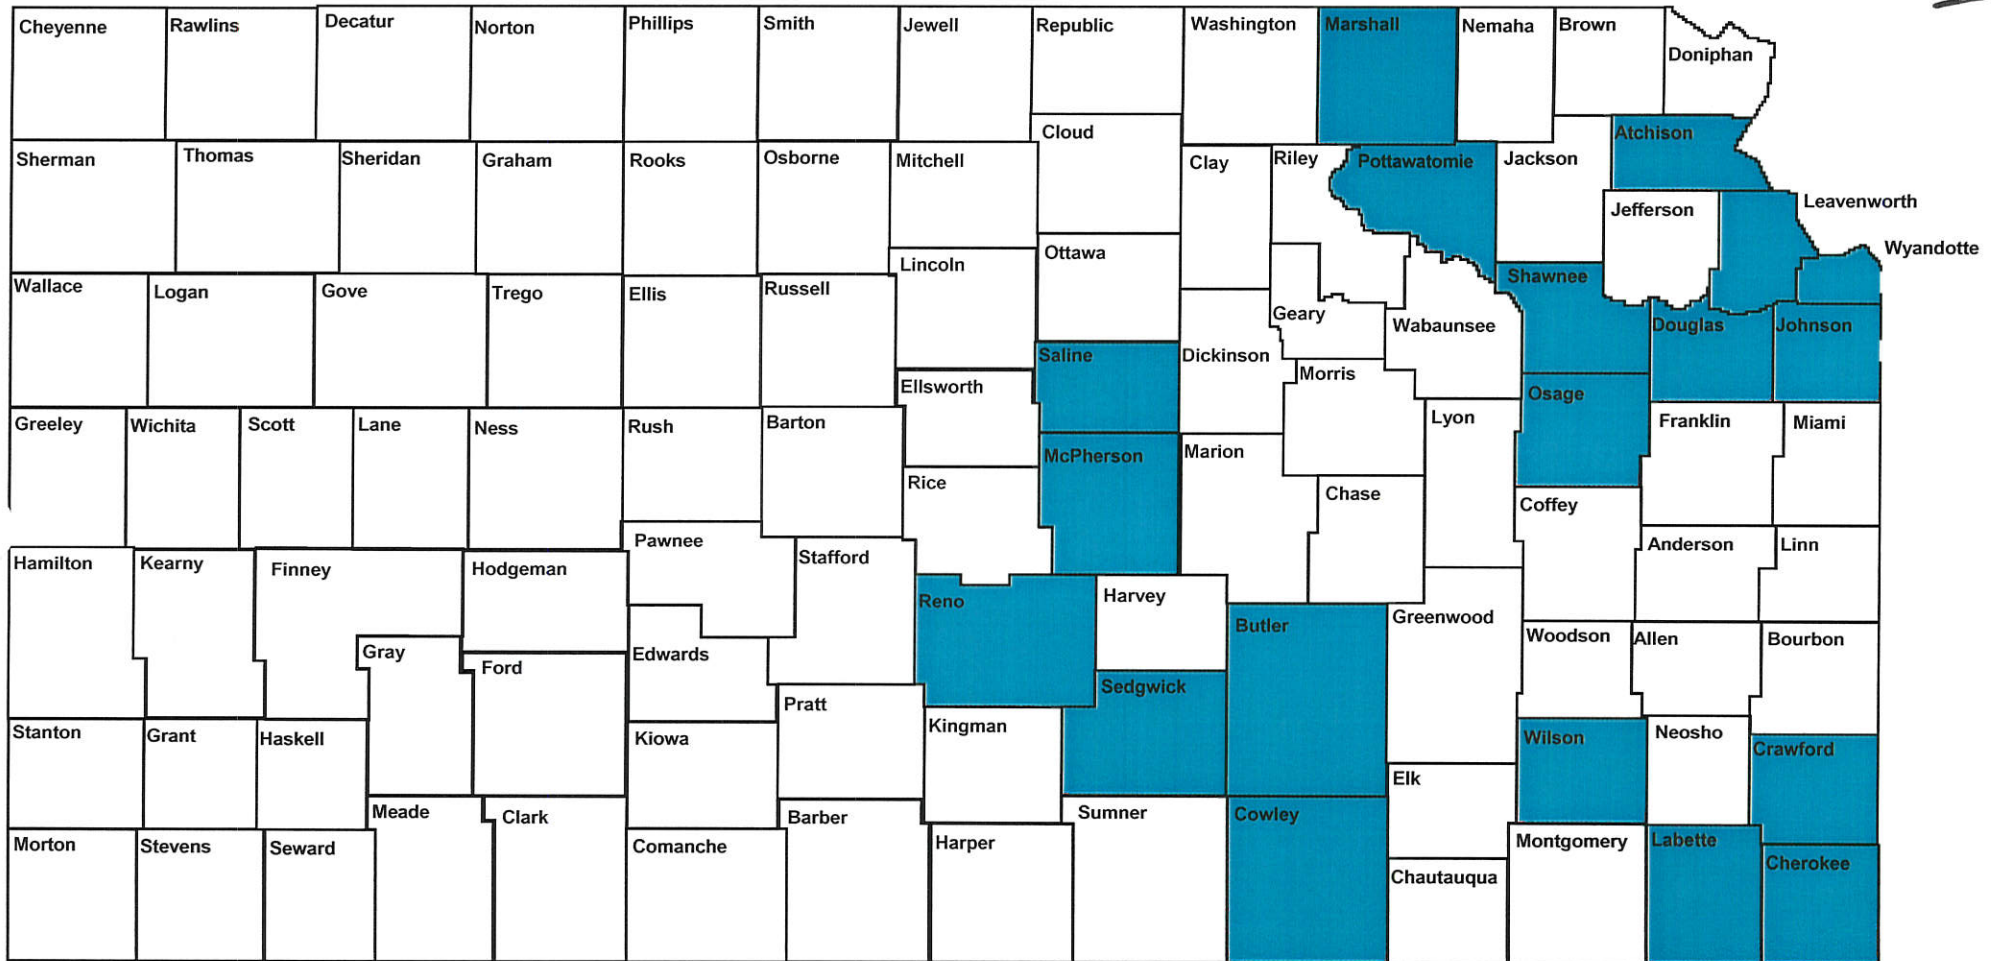 Cheyenne
Rawlins
Decatur
Norton
Phillips
Smith
Jewell
Republic
Washington
Marshall
Nemaha
Brown
Doniphan
Sherman
Thomas
Sheridan
Graham
Rooks
Osborne
Mitchell
Cloud
Clay
Riley
Pottawatomie
Jackson
Atchison
Jefferson
Leavenworth
Wyandotte
Wallace
Logan
Gove
Trego
Ellis
Russell
Lincoln
Ottawa
Geary
Wabaunsee
Shawnee
Douglas
Johnson
Saline
Dickinson
Morris
Ellsworth
Osage
Greeley
Wichita
Scott
Lane
Ness
Rush
Barton
Rice
McPherson
Marion
Chase
Lyon
Coffey
Franklin
Miami
Anderson
Linn
Hamilton
Kearny
Finney
Hodgeman
Pawnee
Stafford
Reno
Harvey
Butler
Greenwood
Woodson
Allen
Bourbon
Gray
Ford
Edwards
Pratt
Kingman
Sedgwick
Stanton
Grant
Haskell
Kiowa
Wilson
Neosho
Crawford
Elk
Meade
Clark
Barber
Sumner
Cowley
Montgomery
Labette
Cherokee
Morton
Stevens
Seward
Comanche
Harper
Chautauqua